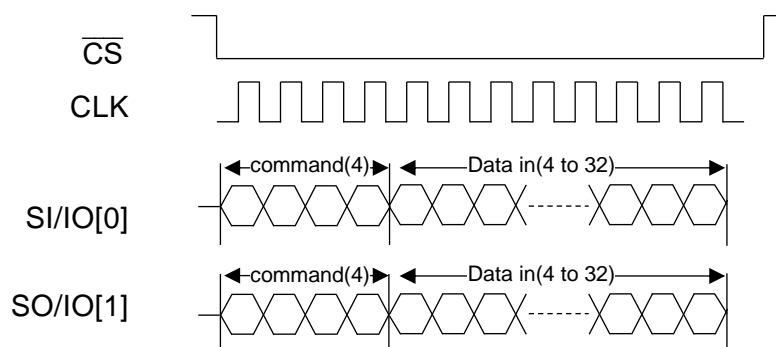 CS
CLK
command(4) Data in(4 to 32)
SI/IO[0]
command(4) Data in(4 to 32)
SO/IO[1]